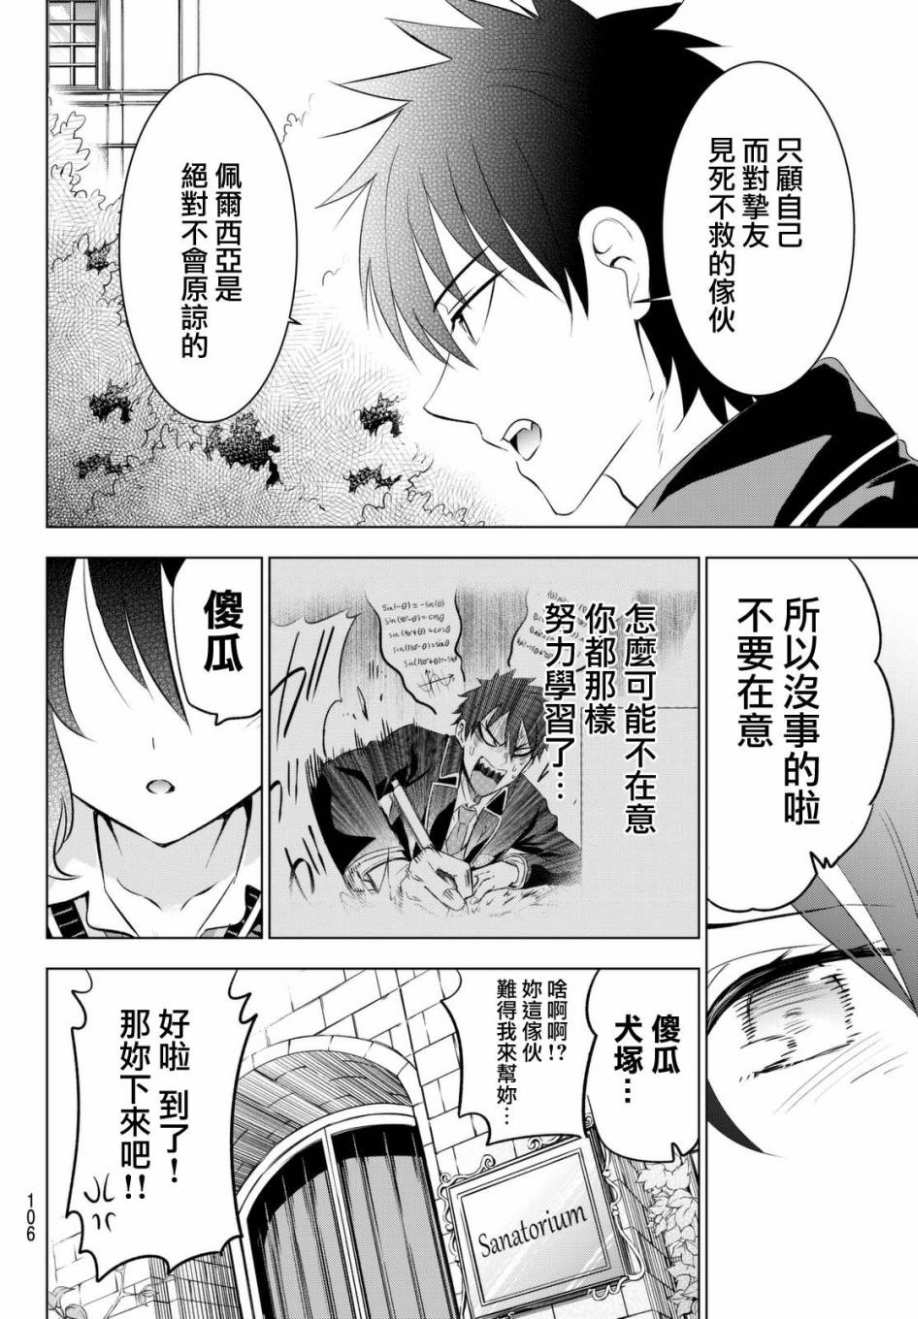 只顧自己
而對摯友
見死不救的傢伙
佩爾西亞是
絕對不會原諒的
所以沒事的啦
不要在意
怎麼可能不在意
你都那樣
努力學習了…
傻瓜
傻瓜
犬塚…
啥啊啊!?
妳這傢伙
難得我來幫妳…
Sanatorium
好啦 到了！
那妳下來吧!!
106